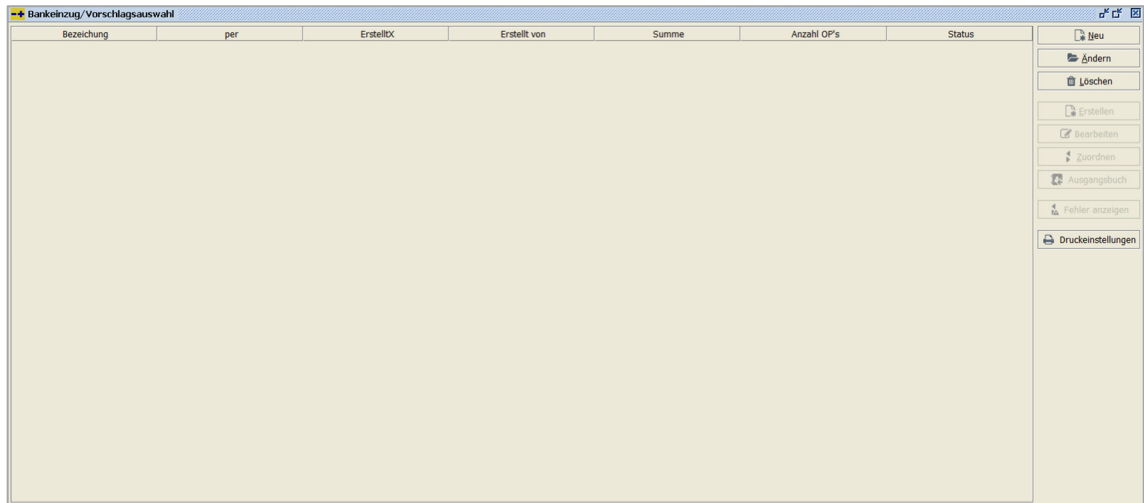 Bankeinzug/Vorschlagsauswahl
Bezeichung per ErstelltX Erstellt von Summe Anzahl OP's Status
Neu
Ändern
Löschen
Erstellen
Bearbeiten
Zuordnen
Ausgangsbuch
Fehler anzeigen
Druckeinstellungen